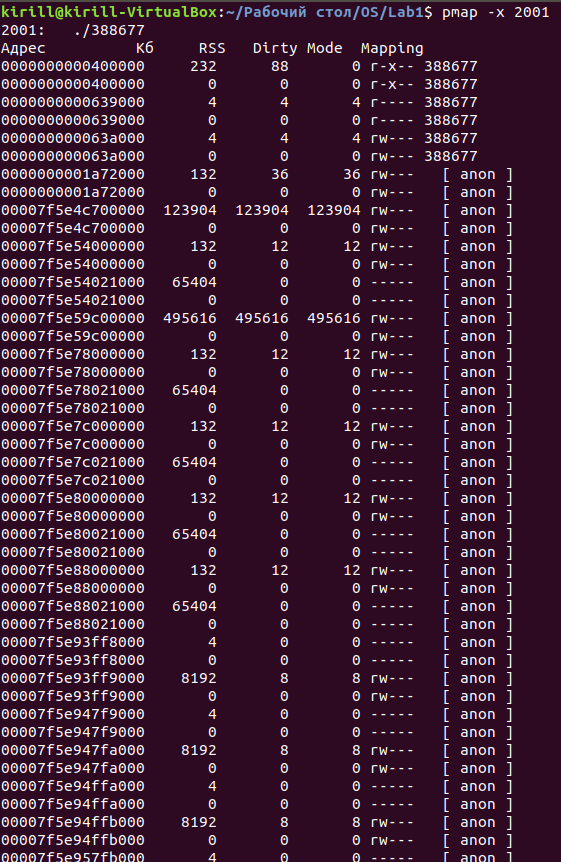 kirill@kirill-VirtualBox:~/Рабочий стол/OS/Lab1$ pmap -x 2001
2001:   ./388677
Адрес          Кб     RSS   Dirty Mode  Mapping
0000000000400000     232      88       0 r-x-- 388677
0000000000400000       0       0       0 r-x-- 388677
0000000000639000       4       4       4 r---- 388677
0000000000639000       0       0       0 r---- 388677
000000000063a000       4       4       4 rw--- 388677
000000000063a000       0       0       0 rw--- 388677
0000000001a72000     132      36      36 rw---   [ anon ]
0000000001a72000       0       0       0 rw---   [ anon ]
00007f5e4c700000  123904  123904  123904 rw---   [ anon ]
00007f5e4c700000       0       0       0 rw---   [ anon ]
00007f5e54000000     132      12      12 rw---   [ anon ]
00007f5e54000000       0       0       0 rw---   [ anon ]
00007f5e54021000   65404       0       0 -----   [ anon ]
00007f5e54021000       0       0       0 -----   [ anon ]
00007f5e59c00000  495616  495616  495616 rw---   [ anon ]
00007f5e59c00000       0       0       0 rw---   [ anon ]
00007f5e78000000     132      12      12 rw---   [ anon ]
00007f5e78000000       0       0       0 rw---   [ anon ]
00007f5e78021000   65404       0       0 -----   [ anon ]
00007f5e78021000       0       0       0 -----   [ anon ]
00007f5e7c000000     132      12      12 rw---   [ anon ]
00007f5e7c000000       0       0       0 rw---   [ anon ]
00007f5e7c021000   65404       0       0 -----   [ anon ]
00007f5e7c021000       0       0       0 -----   [ anon ]
00007f5e80000000     132      12      12 rw---   [ anon ]
00007f5e80000000       0       0       0 rw---   [ anon ]
00007f5e80021000   65404       0       0 -----   [ anon ]
00007f5e80021000       0       0       0 -----   [ anon ]
00007f5e88000000     132      12      12 rw---   [ anon ]
00007f5e88000000       0       0       0 rw---   [ anon ]
00007f5e88021000   65404       0       0 -----   [ anon ]
00007f5e88021000       0       0       0 -----   [ anon ]
00007f5e93ff8000       4       0       0 -----   [ anon ]
00007f5e93ff8000       0       0       0 -----   [ anon ]
00007f5e93ff9000    8192       8       8 rw---   [ anon ]
00007f5e93ff9000       0       0       0 rw---   [ anon ]
00007f5e947f9000       4       0       0 -----   [ anon ]
00007f5e947f9000       0       0       0 -----   [ anon ]
00007f5e947fa000    8192       8       8 rw---   [ anon ]
00007f5e947fa000       0       0       0 rw---   [ anon ]
00007f5e94ffa000       4       0       0 -----   [ anon ]
00007f5e94ffa000       0       0       0 -----   [ anon ]
00007f5e94ffb000    8192       8       8 rw---   [ anon ]
00007f5e94ffb000       0       0       0 rw---   [ anon ]
00007f5e957fb000       4       0       0 -----   [ anon ]